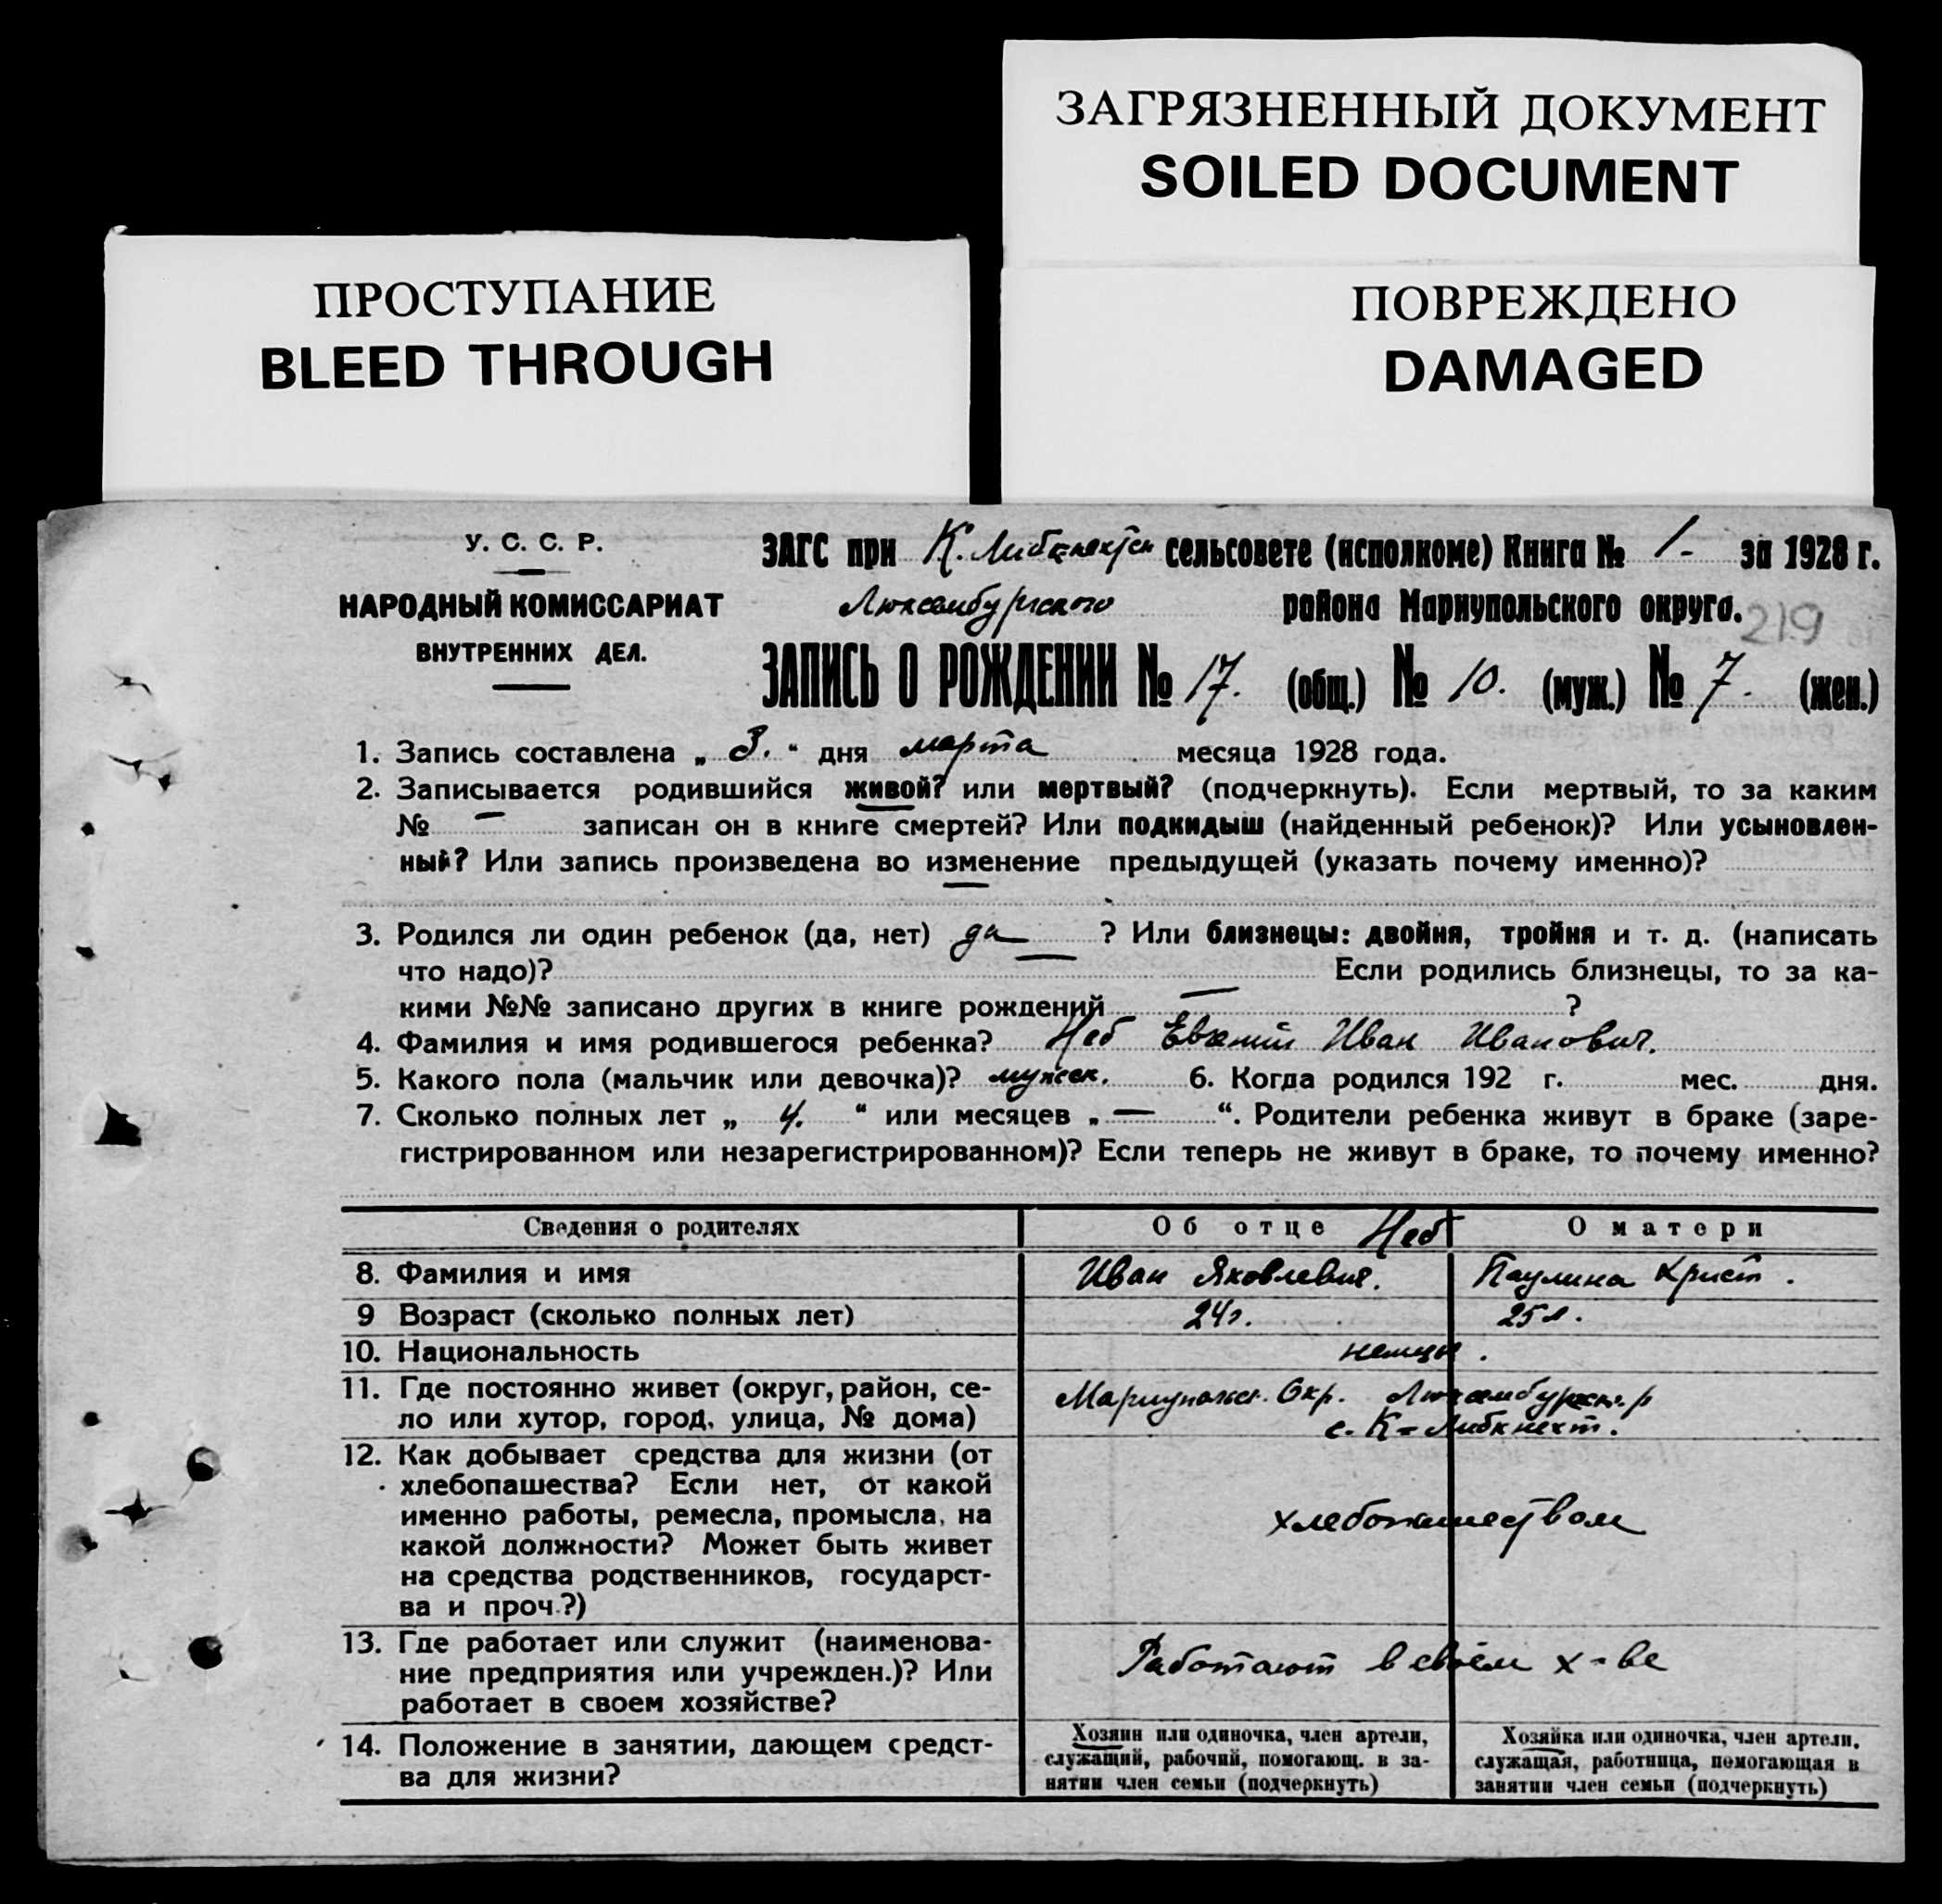 ЗАГРЯЗНЕННЫЙ ДОКУМЕНТ
SOILED DOCUMENT
ПРОСТУПАНИЕ
BLEED THROUGH
ПОВРЕЖДЕНО
DAMAGED
У. С. С. Р.
НАРОДНЫЙ КОМИССАРИАТ
ВНУТРЕННИХ ДЕЛ.
ЗАГС при К. Либкнехтск сельсовете (исполкоме) Книга № 1. за 1928 г.
Люксембургского района Мариупольского округа.
219
ЗАПИСЬ О РОЖДЕНИИ № 17. (общ.) № 10. (муж.) № 7. (жен.)
1. Запись составлена „ 3. “ дня марта месяца 1928 года.
2. Записывается родившийся живой? или мертвый? (подчеркнуть). Если мертвый, то за каким
№ — записан он в книге смертей? Или подкидыш (найденный ребенок)? Или усыновлен-
ный? Или запись произведена во изменение предыдущей (указать почему именно)?
—
3. Родился ли один ребенок (да, нет) да ? Или близнецы: двойня, тройня и т. д. (написать
что надо)? — Если родились близнецы, то за ка-
кими №№ записано других в книге рождений — ?
4. Фамилия и имя родившегося ребенка? Иван Иванович.
5. Какого пола (мальчик или девочка)? мужск. 6. Когда родился 192 г. мес. дня.
7. Сколько полных лет „ 4. “ или месяцев „ — “. Родители ребенка живут в браке (заре-
гистрированном или незарегистрированном)? Если теперь не живут в браке, то почему именно?
Сведения о родителях Об отце О матери
8. Фамилия и имя Иван Яковлевич. Паулина Христ.
9 Возраст (сколько полных лет) 24г. 25л.
10. Национальность немцы.
11. Где постоянно живет (округ, район, се-
ло или хутор, город, улица, № дома)
Мариупольск. Окр. Люксембургск. р
с. К-Либкнехт.
12. Как добывает средства для жизни (от
хлебопашества? Если нет, от какой
именно работы, ремесла, промысла, на
какой должности? Может быть живет
на средства родственников, государст-
ва и проч.?)
хлебопашеством
13. Где работает или служит (наименова-
ние предприятия или учрежден.)? Или
работает в своем хозяйстве?
Работают в своём х-ве
14. Положение в занятии, дающем средст-
ва для жизни?
Хозяин или одиночка, член артели,
служащий, рабочий, помогающ. в за-
нятии член семьи (подчеркнуть)
Хозяйка или одиночка, член артели,
служащая, работница, помогающая в
занятии член семьи (подчеркнуть)